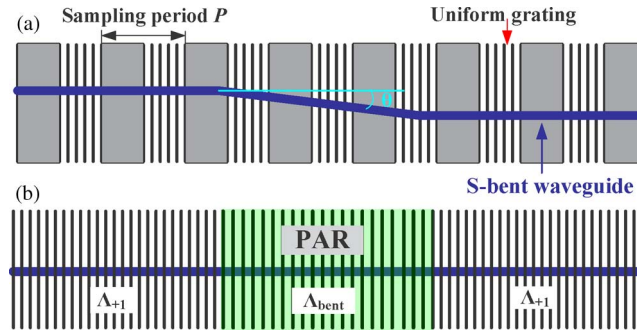 (a)
Sampling period P
Uniform grating
θ
S-bent waveguide
(b)
PAR
Λ+1
Λbent
Λ+1